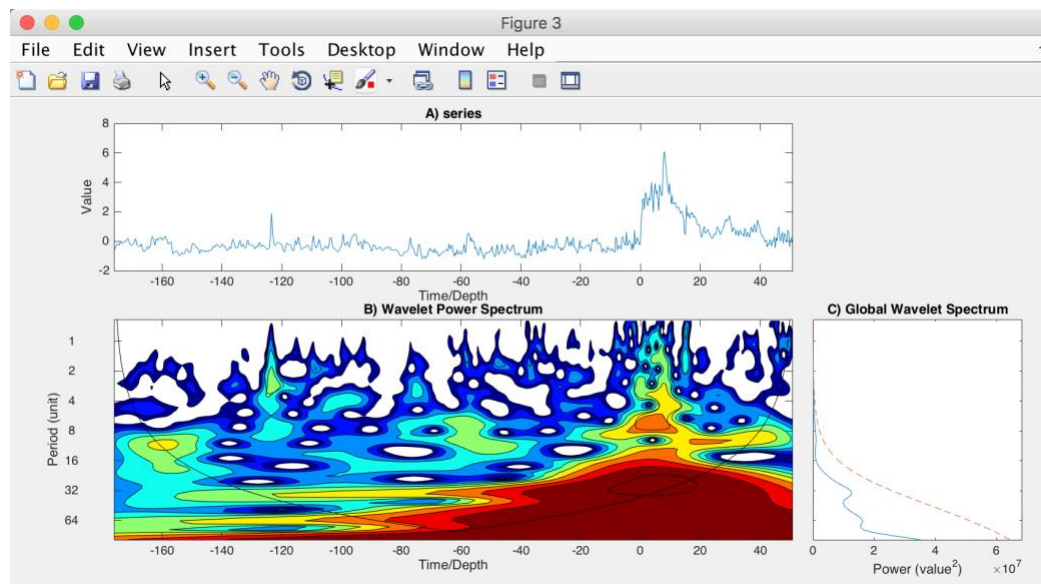 Figure 3
File Edit View Insert Tools Desktop Window Help
A) series
8
6
4
2
0
-2
Value
-160 -140 -120 -100 -80 -60 -40 -20 0 20 40
Time/Depth
B) Wavelet Power Spectrum
1
2
4
8
16
32
64
Period (unit)
-160 -140 -120 -100 -80 -60 -40 -20 0 20 40
Time/Depth
C) Global Wavelet Spectrum
0 2 4 6
×10⁷
Power (value²)